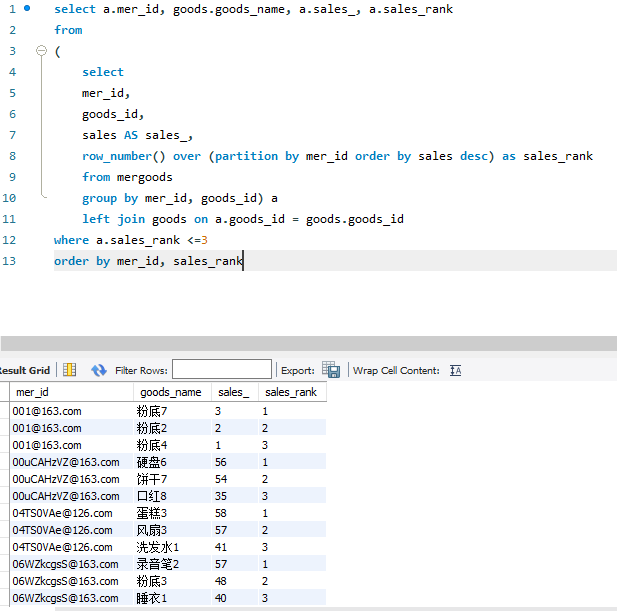 1 select a.mer_id, goods.goods_name, a.sales_, a.sales_rank
2 from
3 (
4 select
5 mer_id,
6 goods_id,
7 sales AS sales_,
8 row_number() over (partition by mer_id order by sales desc) as sales_rank
9 from mergoods
10 group by mer_id, goods_id) a
11 left join goods on a.goods_id = goods.goods_id
12 where a.sales_rank <=3
13 order by mer_id, sales_rank
Result Grid Filter Rows: Export: Wrap Cell Content: IA
mer_id goods_name sales_ sales_rank
001@163.com 粉底7 3 1
001@163.com 粉底2 2 2
001@163.com 粉底4 1 3
00uCAHzVZ@163.com 硬盘6 56 1
00uCAHzVZ@163.com 饼干7 54 2
00uCAHzVZ@163.com 口红8 35 3
04TS0VAe@126.com 蛋糕3 58 1
04TS0VAe@126.com 风扇3 57 2
04TS0VAe@126.com 洗发水1 41 3
06WZkcgsS@163.com 录音笔2 57 1
06WZkcgsS@163.com 粉底3 48 2
06WZkcgsS@163.com 睡衣1 40 3